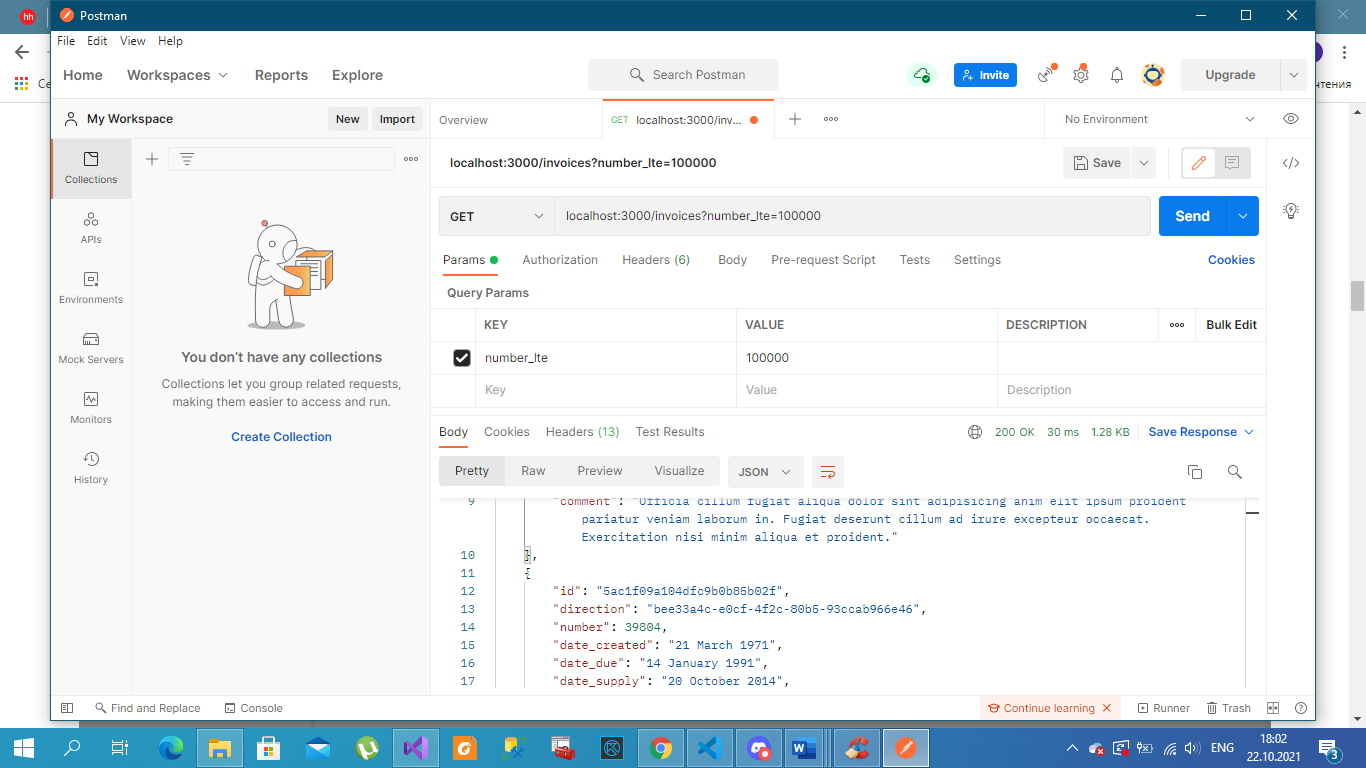 hh
Postman
File Edit View Help
Home Workspaces Reports Explore
Search Postman
Invite
Upgrade
Се
чтения
My Workspace
New Import
Overview
GET localhost:3000/inv...
No Environment
localhost:3000/invoices?number_lte=100000
Save
GET localhost:3000/invoices?number_lte=100000
Send
Collections
APIs
Environments
Mock Servers
Monitors
History
You don't have any collections
Collections let you group related requests,
making them easier to access and run.
Create Collection
Params Authorization Headers (6) Body Pre-request Script Tests Settings Cookies
Query Params
KEY VALUE DESCRIPTION Bulk Edit
number_lte 100000
Key Value Description
Body Cookies Headers (13) Test Results 200 OK 30 ms 1.28 KB Save Response
Pretty Raw Preview Visualize JSON
9 "comment": "Officia cillum fugiat aliqua dolor sint adipisicing anim elit ipsum proident
pariatur veniam laborum in. Fugiat deserunt cillum ad irure excepteur occaecat.
Exercitation nisi minim aliqua et proident."
10 },
11 {
12 "id": "5ac1f09a104dfc9b0b85b02f",
13 "direction": "bee33a4c-e0cf-4f2c-80b5-93ccab966e46",
14 "number": 39804,
15 "date_created": "21 March 1971",
16 "date_due": "14 January 1991",
17 "date_supply": "20 October 2014",
Find and Replace Console
Continue learning Runner Trash
ENG
18:02
22.10.2021
3